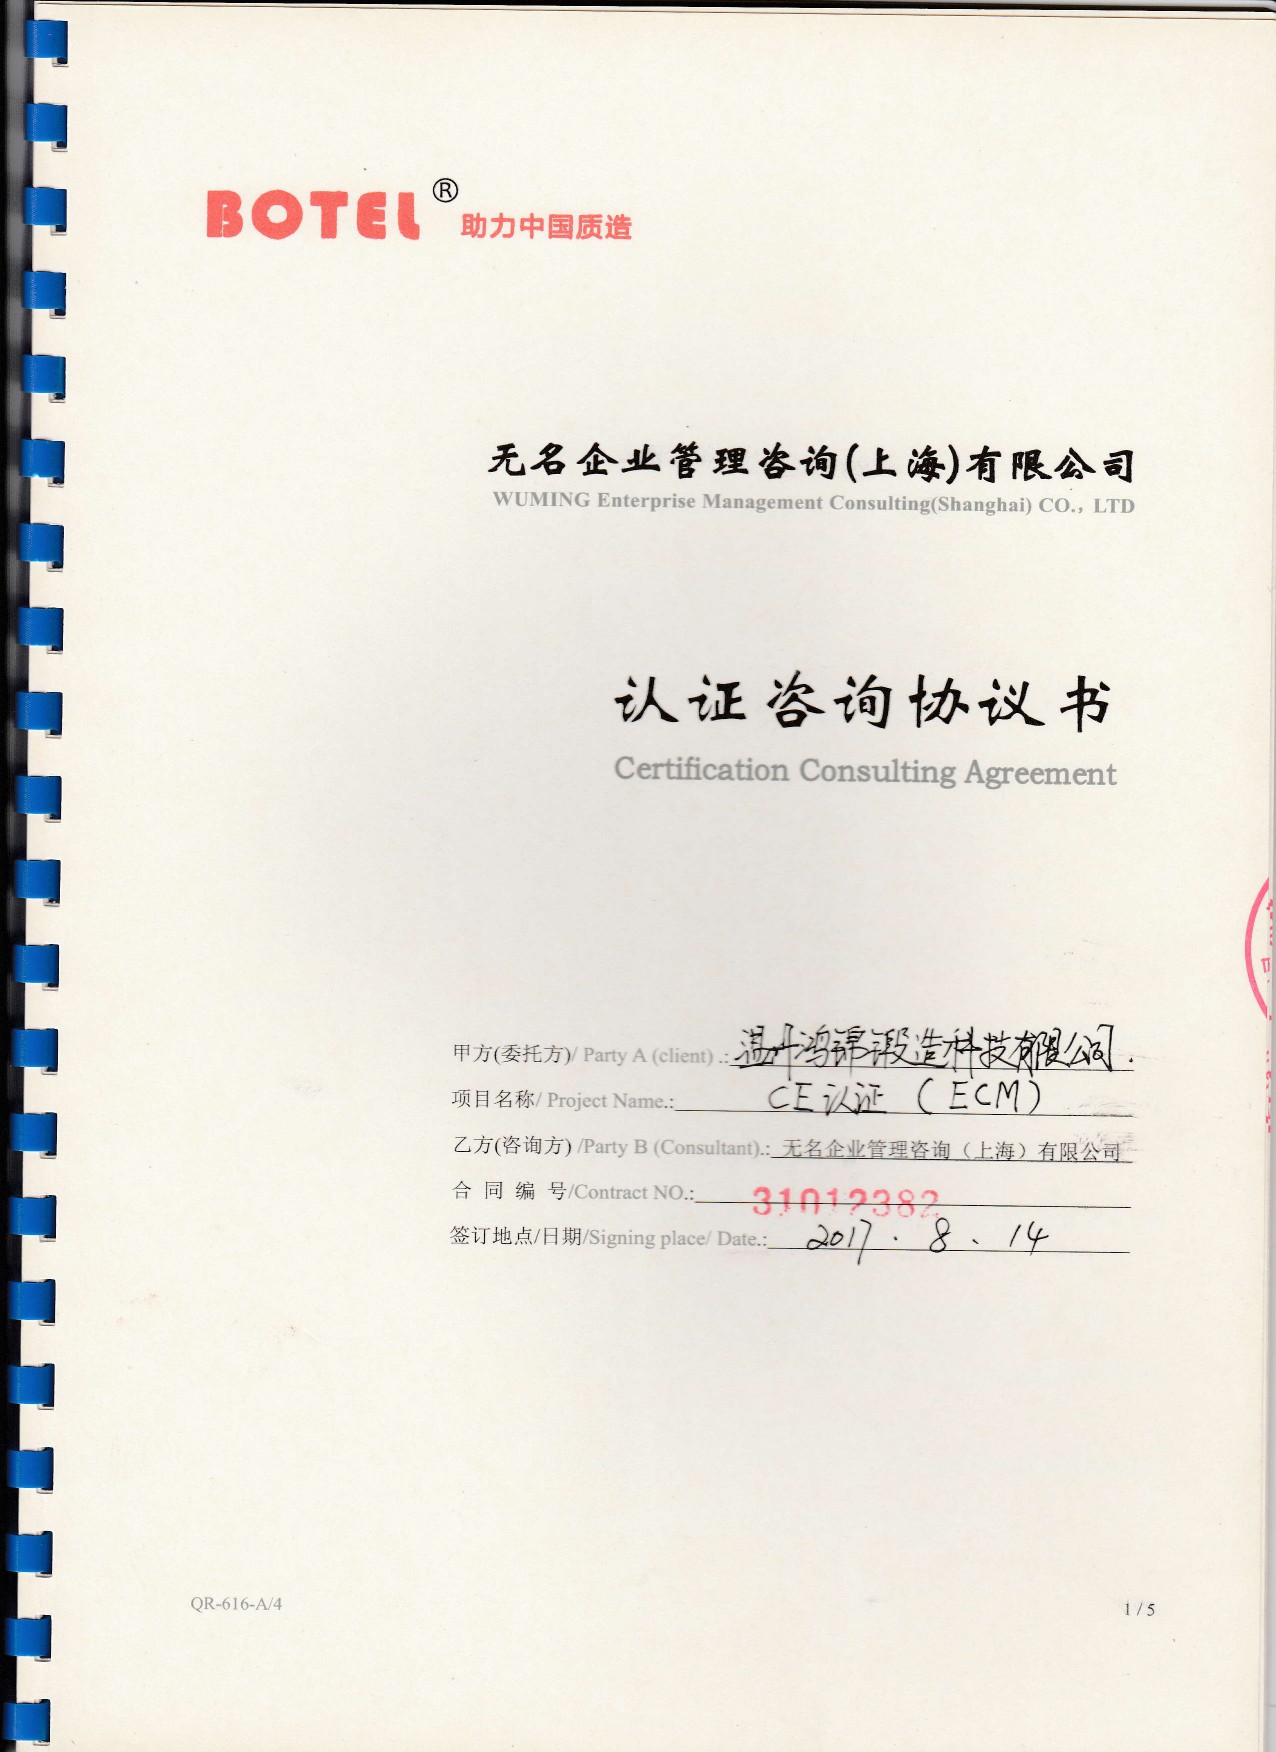 BOTEL® 助力中国质造
无名企业管理咨询(上海)有限公司
WUMING Enterprise Management Consulting(Shanghai) CO., LTD
认证咨询协议书
Certification Consulting Agreement
甲方(委托方)/ Party A (client) .: 温州鸿锦锻造科技有限公司.
项目名称/ Project Name.: CE认证 (ECM)
乙方(咨询方) /Party B (Consultant).: 无名企业管理咨询（上海）有限公司
合 同 编 号/Contract NO.: 31012382
签订地点/日期/Signing place/ Date.: 2017 . 8 、 14
QR-616-A/4
1 / 5